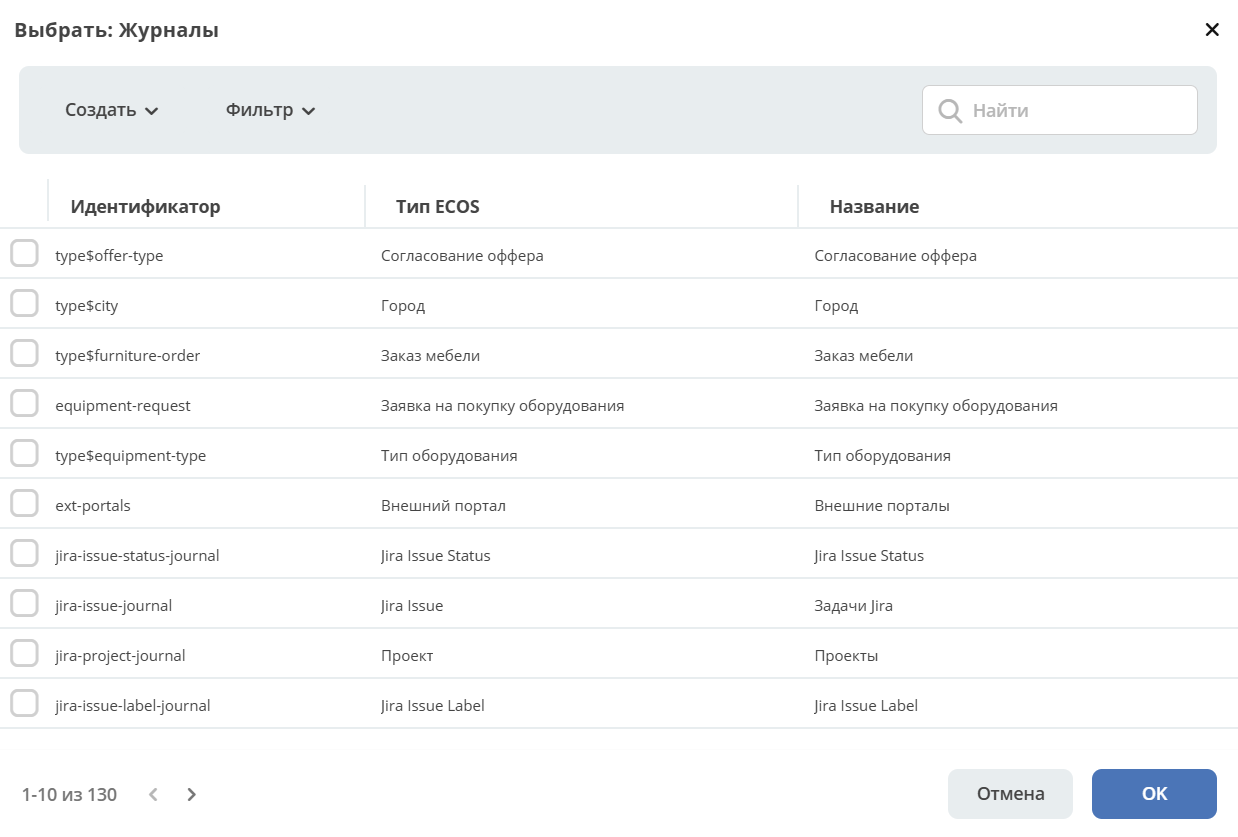 Выбрать: Журналы
Создать Фильтр Найти
Идентификатор Тип ECOS Название
type$offer-type Согласование оффера Согласование оффера
type$city Город Город
type$furniture-order Заказ мебели Заказ мебели
equipment-request Заявка на покупку оборудования Заявка на покупку оборудования
type$equipment-type Тип оборудования Тип оборудования
ext-portals Внешний портал Внешние порталы
jira-issue-status-journal Jira Issue Status Jira Issue Status
jira-issue-journal Jira Issue Задачи Jira
jira-project-journal Проект Проекты
jira-issue-label-journal Jira Issue Label Jira Issue Label
1-10 из 130 Отмена ОК